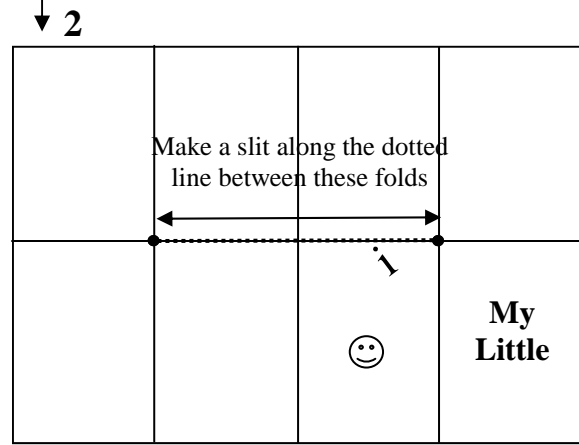 2
Make a slit along the dotted
line between these folds
1
My
Little